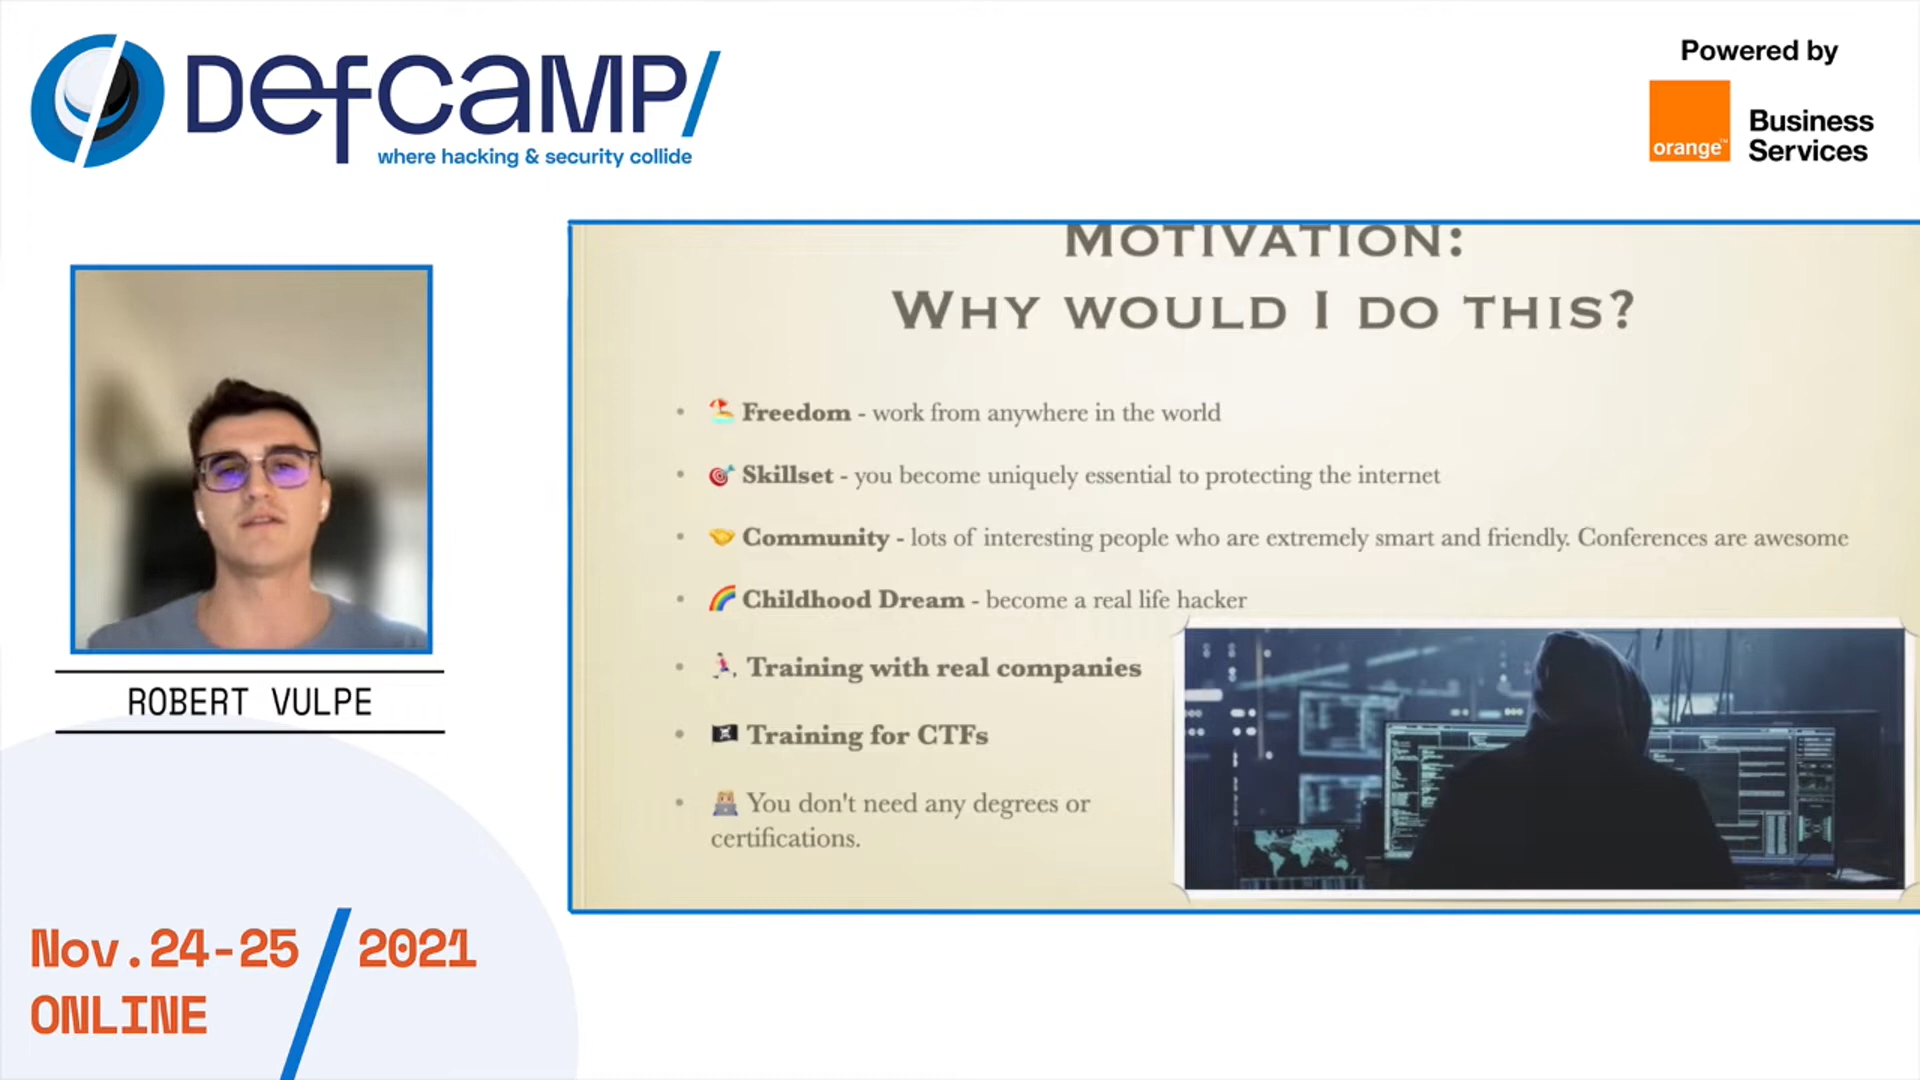 DefCamp/
where hacking & security collide
Powered by
orange™
Business
Services
MOTIVATION:
WHY WOULD I DO THIS?
• 🏖️ Freedom - work from anywhere in the world
• 🎯 Skillset - you become uniquely essential to protecting the internet
• 🤝 Community - lots of interesting people who are extremely smart and friendly. Conferences are awesome
• 🌈 Childhood Dream - become a real life hacker
• 🏃🏻‍♀️ Training with real companies
• 🏴‍☠️ Training for CTFs
• 👨🏼‍💻 You don't need any degrees or
certifications.
ROBERT VULPE
Nov.24-25/2021
ONLINE